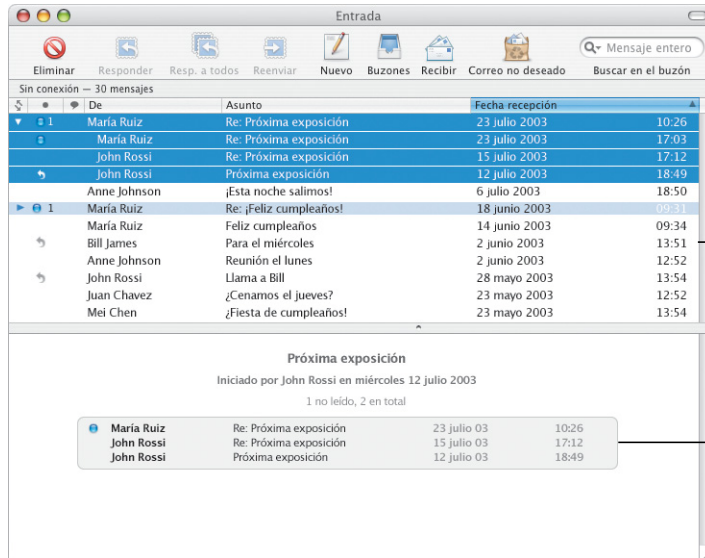 Entrada
Eliminar Responder Resp. a todos Reenviar Nuevo Buzones Recibir Correo no deseado Buscar en el buzón
Mensaje entero
Sin conexión — 30 mensajes
De Asunto Fecha recepción
1 María Ruiz Re: Próxima exposición 23 julio 2003 10:26
María Ruiz Re: Próxima exposición 23 julio 2003 17:03
John Rossi Re: Próxima exposición 15 julio 2003 17:12
John Rossi Próxima exposición 12 julio 2003 18:49
Anne Johnson ¡Esta noche salimos! 6 julio 2003 18:50
1 María Ruiz Re: ¡Feliz cumpleaños! 18 junio 2003 09:31
María Ruiz Feliz cumpleaños 14 junio 2003 09:34
Bill James Para el miércoles 2 junio 2003 13:51
Anne Johnson Reunión el lunes 2 junio 2003 12:52
John Rossi Llama a Bill 28 mayo 2003 13:54
Juan Chavez ¿Cenamos el jueves? 23 mayo 2003 12:52
Mei Chen ¿Fiesta de cumpleaños! 23 mayo 2003 13:54
Próxima exposición
Iniciado por John Rossi en miércoles 12 julio 2003
1 no leído, 2 en total
María Ruiz Re: Próxima exposición 23 julio 03 10:26
John Rossi Re: Próxima exposición 15 julio 03 17:12
John Rossi Próxima exposición 12 julio 03 18:49